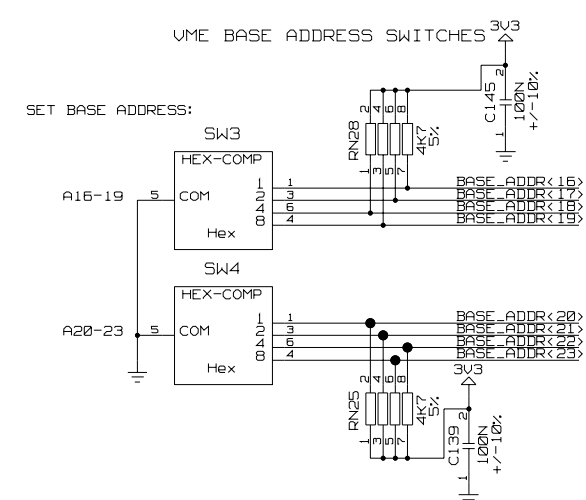 VME BASE ADDRESS SWITCHES
3V3
2
C145
100N
+/-10%
1
2 4 6 8
RN28
4K7
5%
1 3 5 7
SET BASE ADDRESS:
SW3
HEX-COMP
A16-19 5 COM
1 1 BASE_ADDR<16>
2 3 BASE_ADDR<17>
4 6 BASE_ADDR<18>
8 4 BASE_ADDR<19>
Hex
SW4
HEX-COMP
A20-23 5 COM
1 1 BASE_ADDR<20>
2 3 BASE_ADDR<21>
4 6 BASE_ADDR<22>
8 4 BASE_ADDR<23>
Hex
3V3
2 4 6 8
RN25
4K7
5%
1 3 5 7
2
C139
100N
+/-10%
1